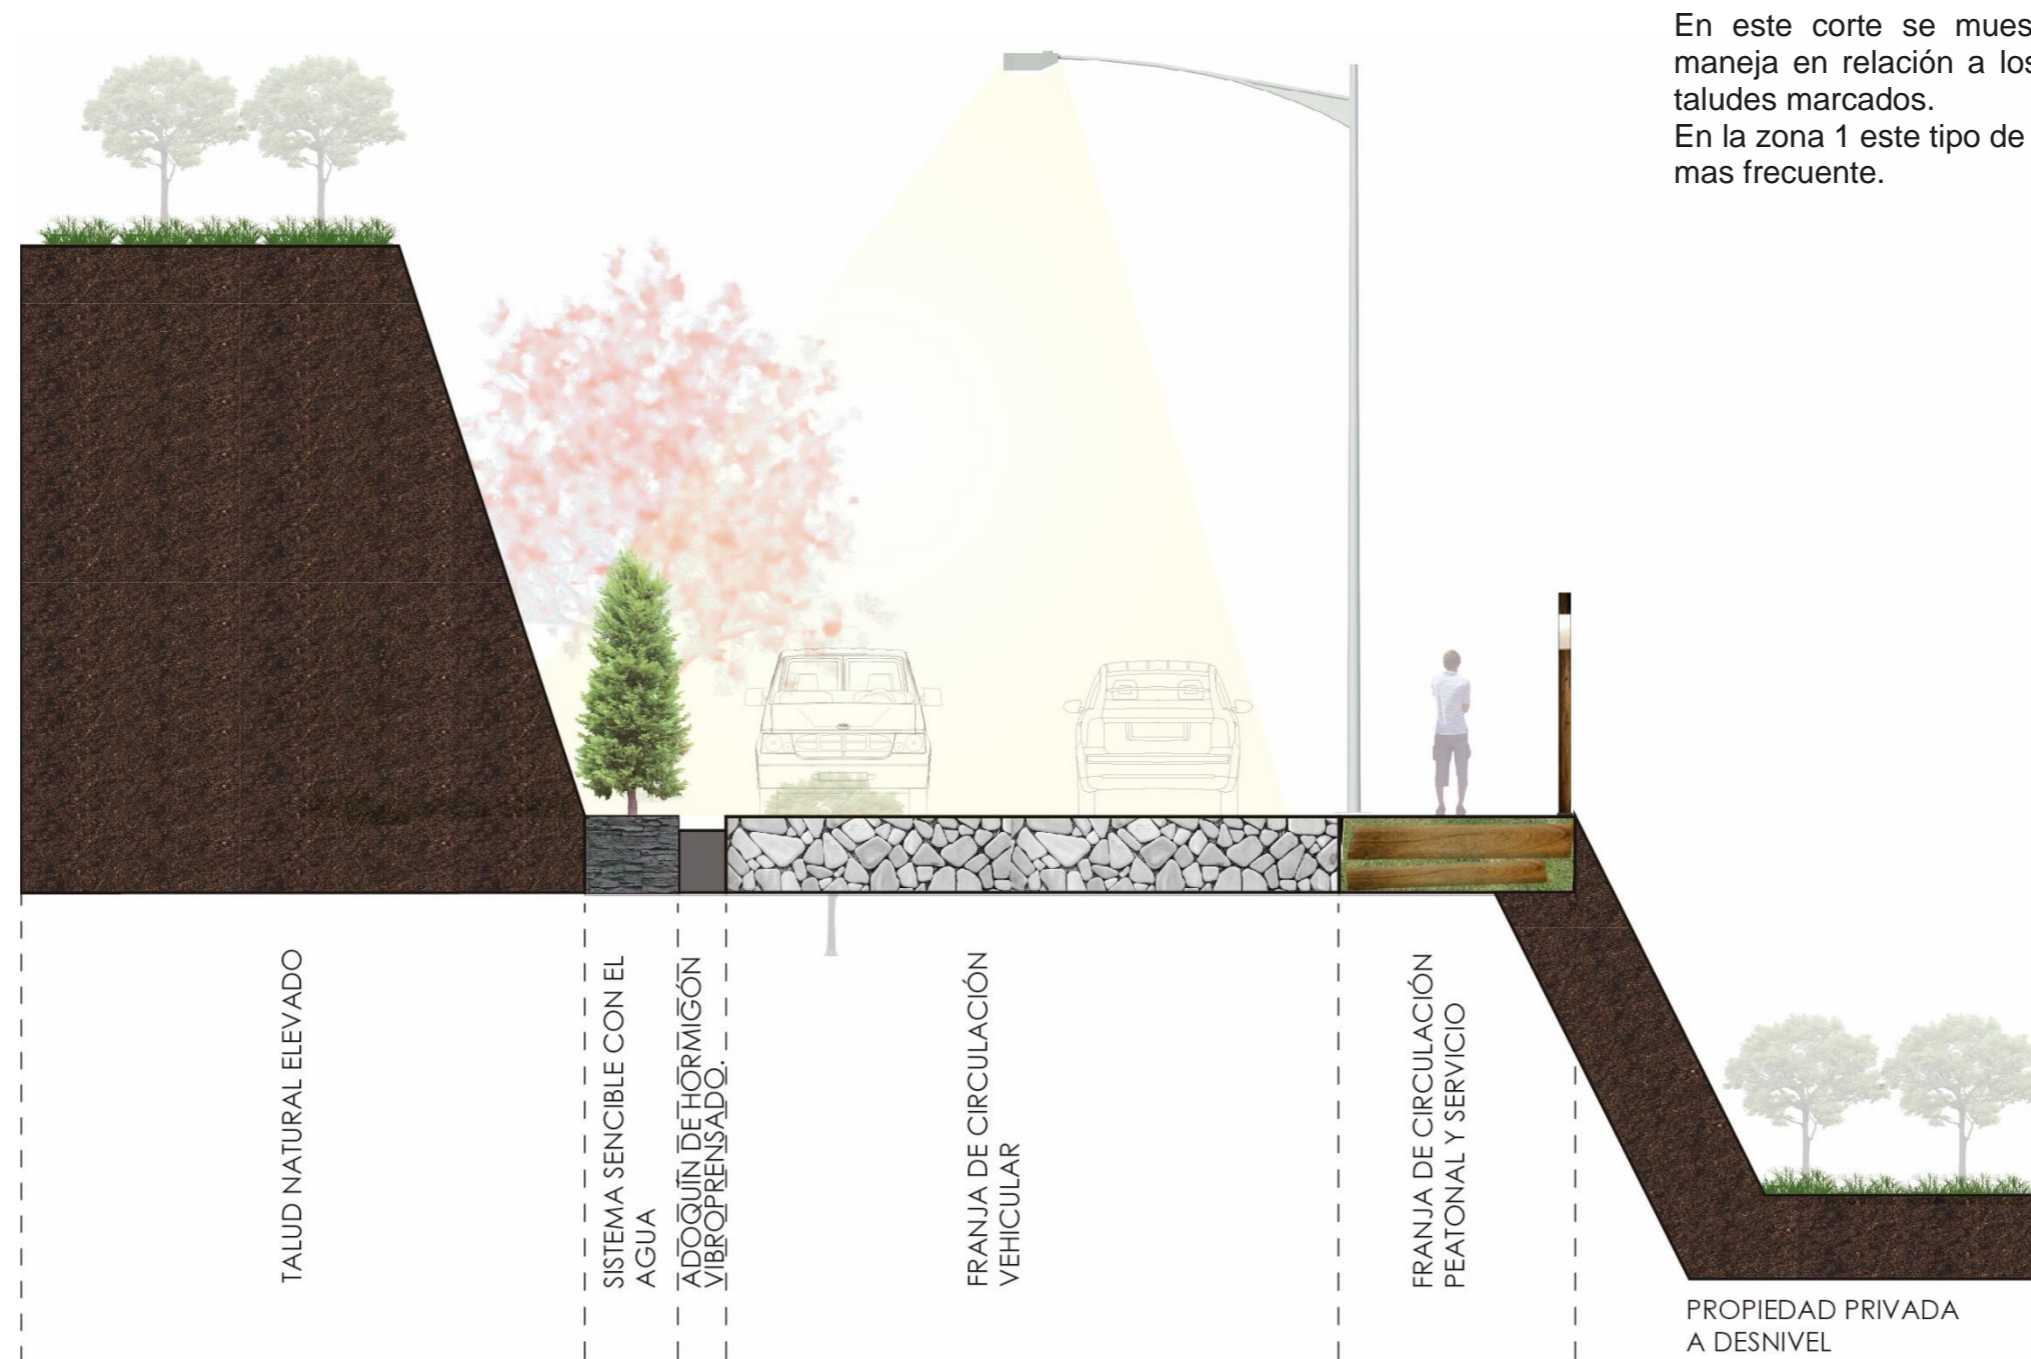 En este corte se mues
maneja en relación a los
taludes marcados.
En la zona 1 este tipo de
mas frecuente.
TALUD NATURAL ELEVADO
SISTEMA SENCIBLE CON EL
AGUA
ADOQUÍN DE HORMIGÓN
VIBROPRENSADO.
FRANJA DE CIRCULACIÓN
VEHICULAR
FRANJA DE CIRCULACIÓN
PEATONAL Y SERVICIO
PROPIEDAD PRIVADA
A DESNIVEL